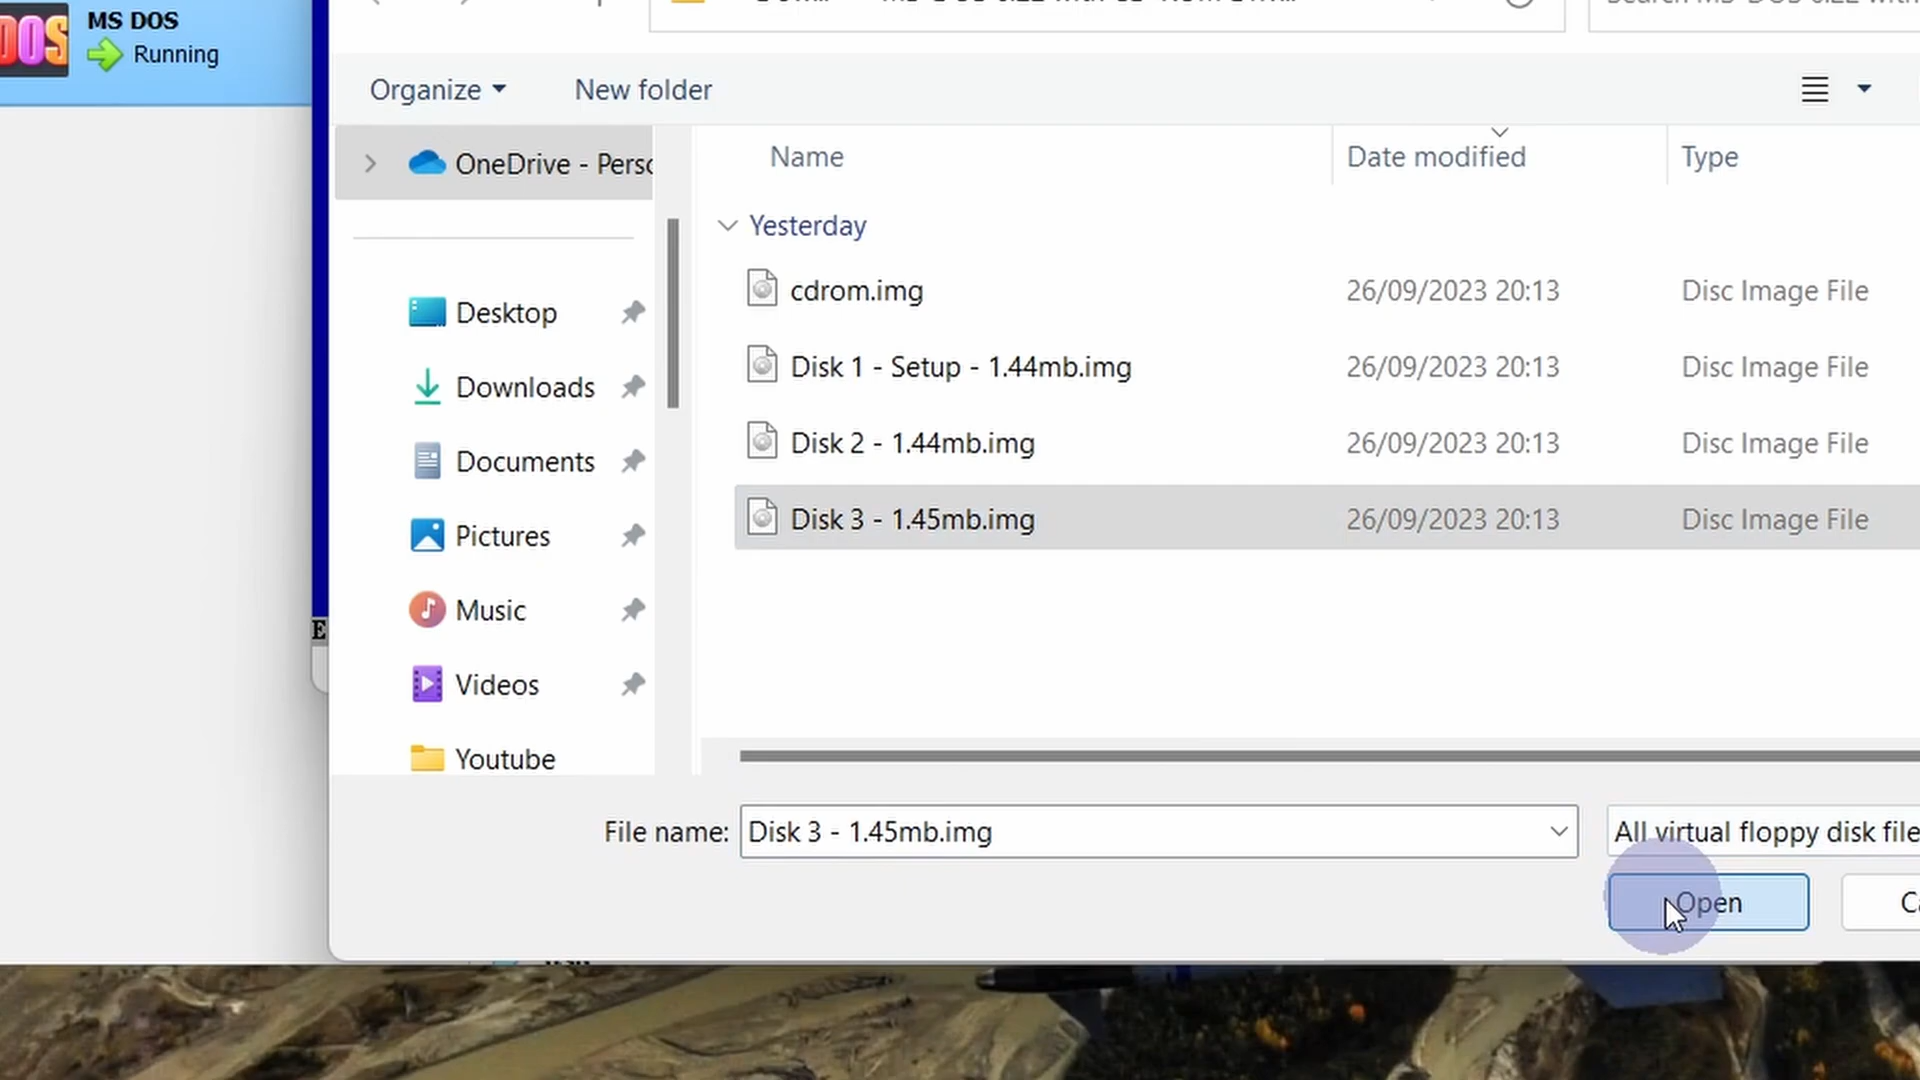 MS DOS
DOS
Running
Organize
New folder
OneDrive - Perso
Name
Date modified
Type
Yesterday
Desktop
cdrom.img
26/09/2023 20:13
Disc Image File
Downloads
Disk 1 - Setup - 1.44mb.img
26/09/2023 20:13
Disc Image File
Documents
Disk 2 - 1.44mb.img
26/09/2023 20:13
Disc Image File
Pictures
Disk 3 - 1.45mb.img
26/09/2023 20:13
Disc Image File
Music
E
Videos
Youtube
File name:
Disk 3 - 1.45mb.img
All virtual floppy disk file
Open
Ca